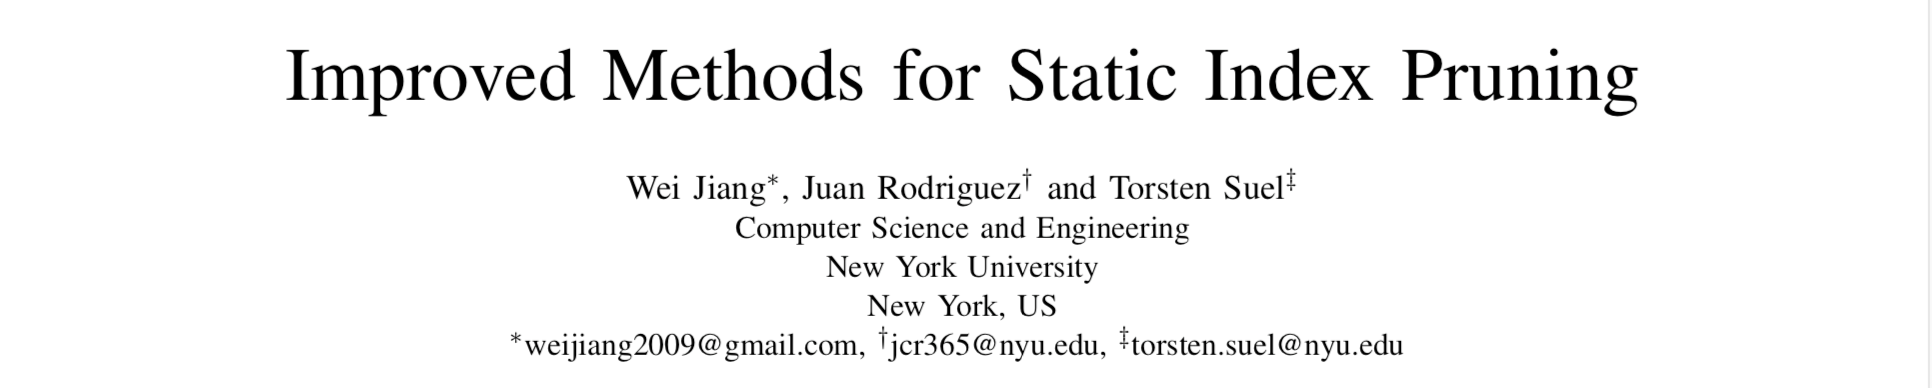 Improved Methods for Static Index Pruning
Wei Jiang*, Juan Rodriguez† and Torsten Suel‡
Computer Science and Engineering
New York University
New York, US
*weijiang2009@gmail.com, †jcr365@nyu.edu, ‡torsten.suel@nyu.edu